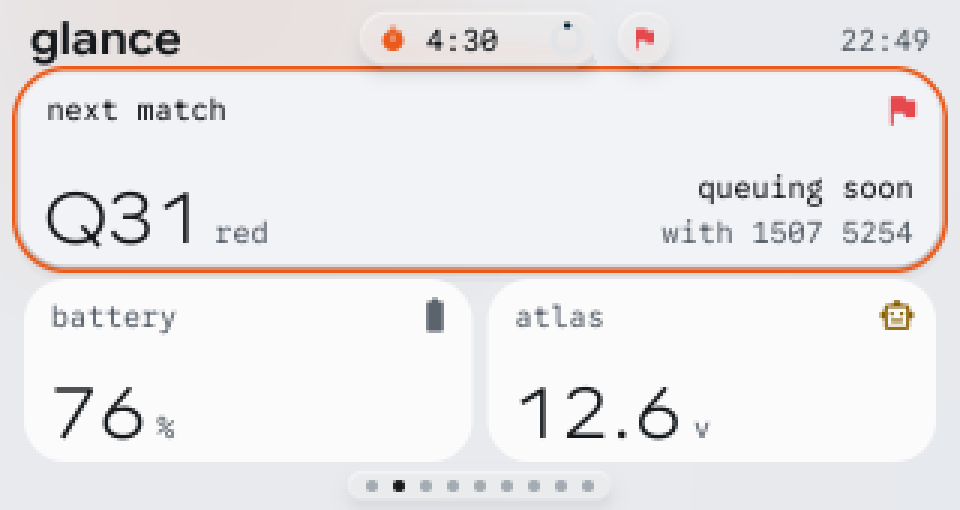 glance
4:30
22:49
next match
Q31 red
queuing soon
with 1507 5254
battery
atlas
76 %
12.6 v